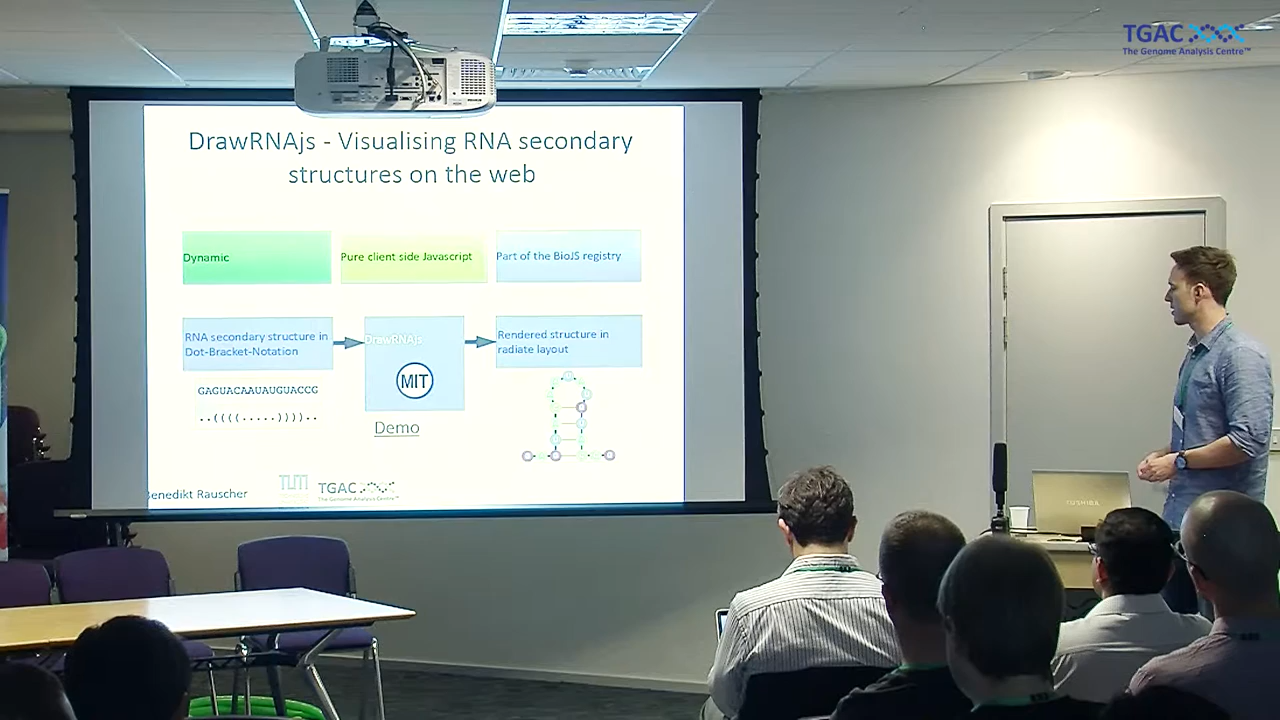 TGAC
The Genome Analysis Centre™
DrawRNAjs - Visualising RNA secondary
structures on the web
Dynamic
Pure client side Javascript
Part of the BioJS registry
RNA secondary structure in
Dot-Bracket-Notation
DrawRNAjs
MIT
Rendered structure in
radiate layout
GAGUACAAUAUGUACCG
..((((.....))))..
Demo
Benedikt Rauscher
TUM
TGAC
The Genome Analysis Centre™
TOSHIBA